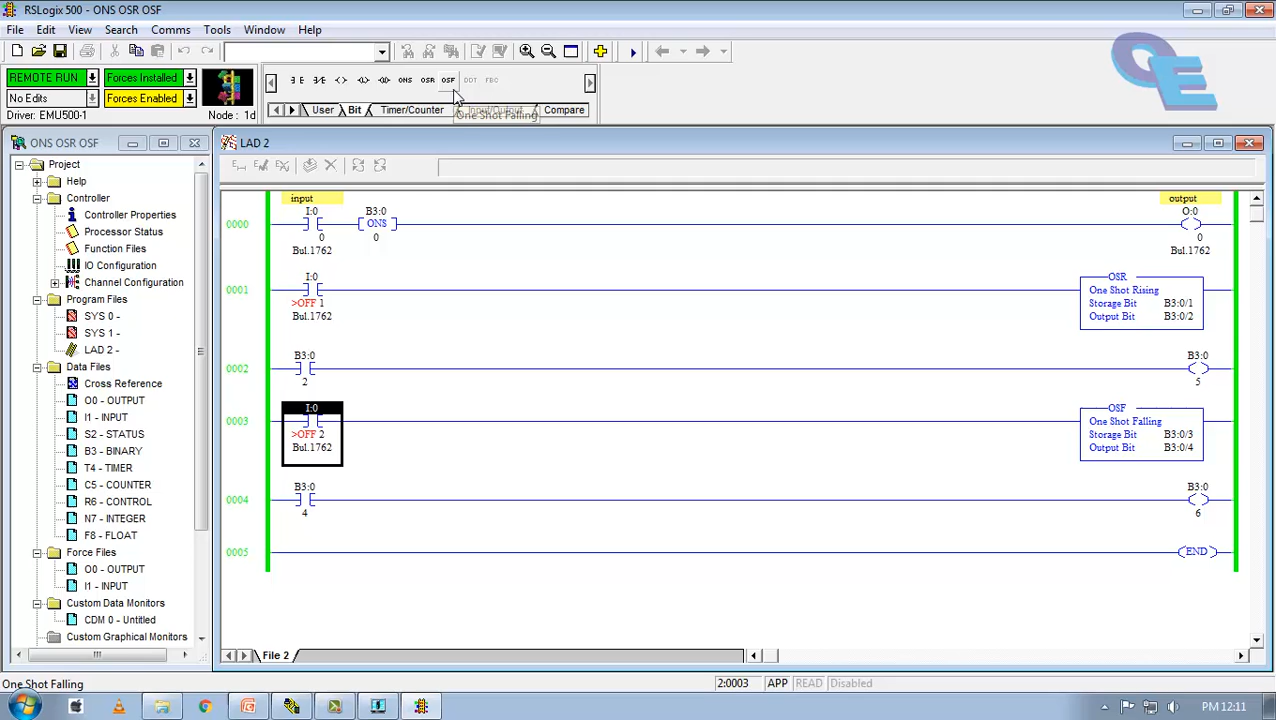 RSLogix 500 - ONS OSR OSF
File Edit View Search Comms Tools Window Help
REMOTE RUN Forces Installed
No Edits Forces Enabled
Driver: EMU500-1 Node : 1d
ONS OSR OSF
User Bit Timer/Counter Input/Output Compare
One Shot Falling
ONS OSR OSF
Project
Help
Controller
Controller Properties
Processor Status
Function Files
IO Configuration
Channel Configuration
Program Files
SYS 0 -
SYS 1 -
LAD 2 -
Data Files
Cross Reference
O0 - OUTPUT
I1 - INPUT
S2 - STATUS
B3 - BINARY
T4 - TIMER
C5 - COUNTER
R6 - CONTROL
N7 - INTEGER
F8 - FLOAT
Force Files
O0 - OUTPUT
I1 - INPUT
Custom Data Monitors
CDM 0 - Untitled
Custom Graphical Monitors
LAD 2
input output
I:0 B3:0 O:0
0000 ONS
0 0 0
Bul.1762 Bul.1762
I:0 OSR
0001 One Shot Rising
>OFF 1 Storage Bit B3:0/1
Bul.1762 Output Bit B3:0/2
B3:0 B3:0
0002
2 5
I:0 OSF
0003 One Shot Falling
>OFF 2 Storage Bit B3:0/3
Bul.1762 Output Bit B3:0/4
B3:0 B3:0
0004
4 6
0005 END
File 2
One Shot Falling 2:0003 APP READ Disabled
PM 12:11